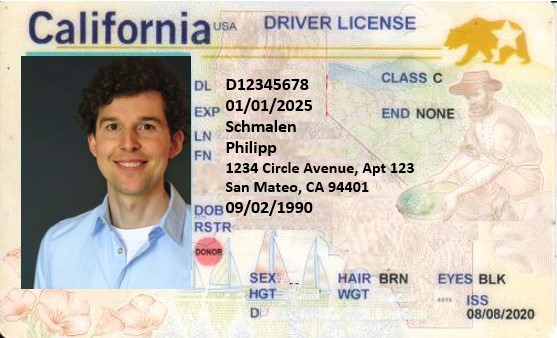 California USA DRIVER LICENSE
DL D12345678 CLASS C
EXP 01/01/2025
END NONE
LN Schmalen
FN Philipp
1234 Circle Avenue, Apt 123
San Mateo, CA 94401
DOB 09/02/1990
RSTR
DONOR
SEX HAIR BRN EYES BLK
HGT WGT
ISS
08/08/2020